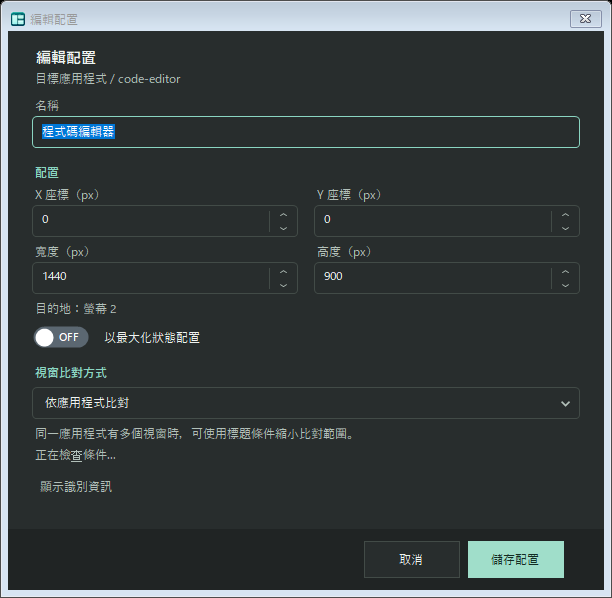 編輯配置
編輯配置
目標應用程式 / code-editor
名稱
程式碼編輯器
配置
X 座標（px）
Y 座標（px）
0
0
寬度（px）
高度（px）
1440
900
目的地：螢幕 2
OFF
以最大化狀態配置
視窗比對方式
依應用程式比對
同一應用程式有多個視窗時，可使用標題條件縮小比對範圍。
正在檢查條件...
顯示識別資訊
取消
儲存配置